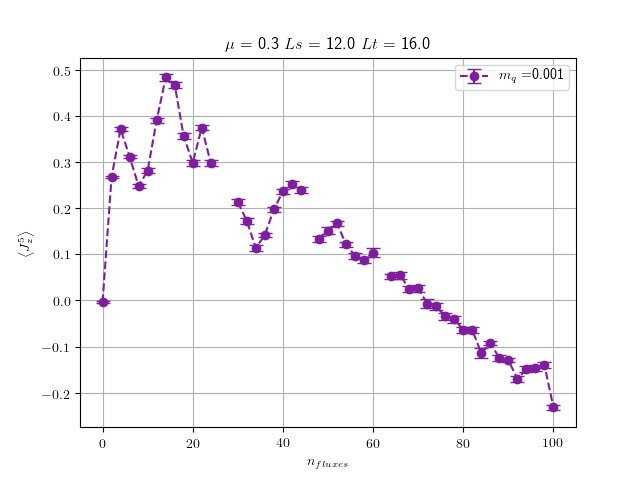 μ = 0.3 Ls = 12.0 Lt = 16.0
m_q =0.001
⟨J_z^5⟩
0.5
0.4
0.3
0.2
0.1
0.0
−0.1
−0.2
0 20 40 60 80 100
n_fluxes